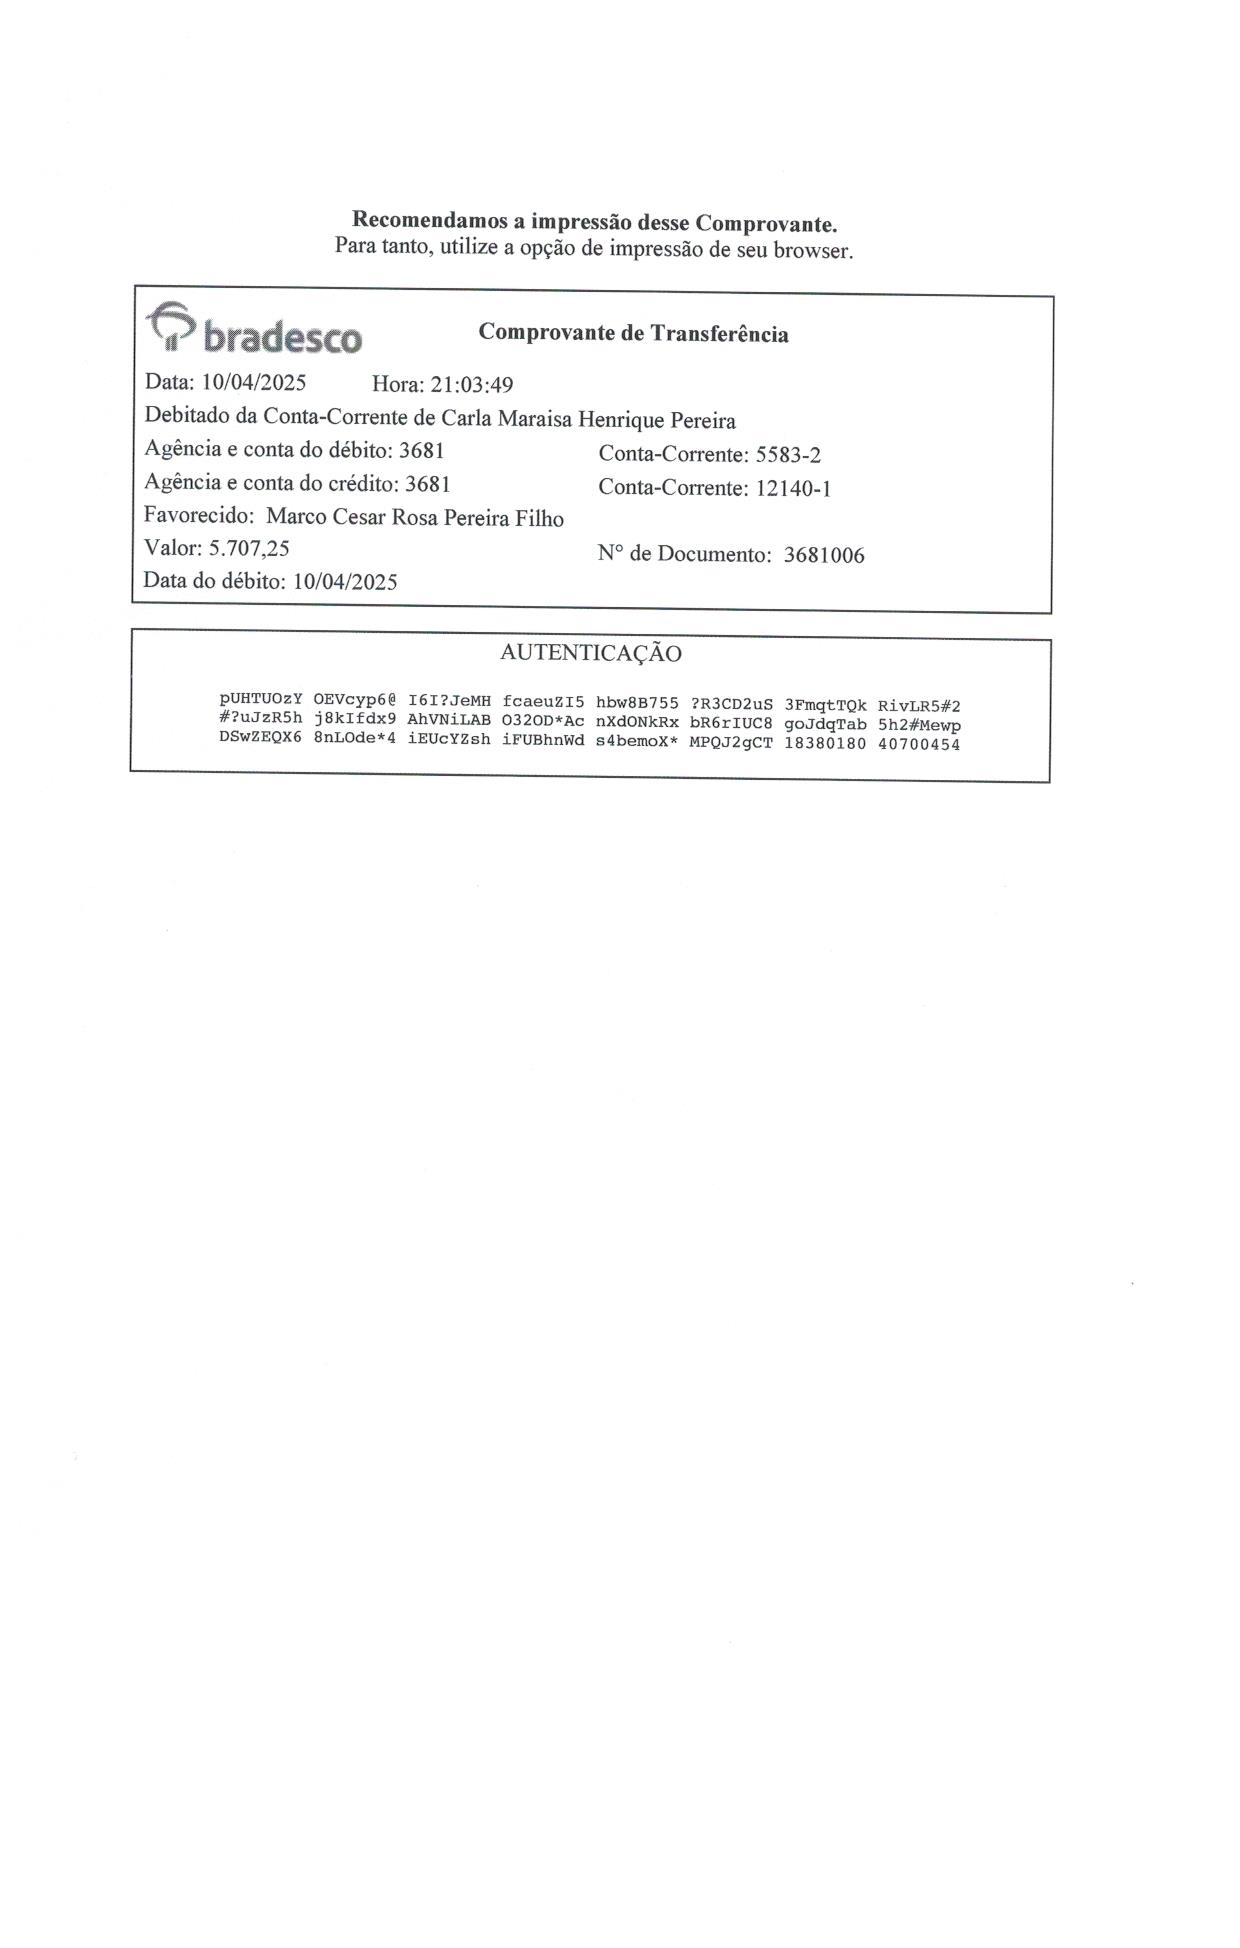 Recomendamos a impressão desse Comprovante.
Para tanto, utilize a opção de impressão de seu browser.
bradesco
Comprovante de Transferência
Data: 10/04/2025 Hora: 21:03:49
Debitado da Conta-Corrente de Carla Maraisa Henrique Pereira
Agência e conta do débito: 3681 Conta-Corrente: 5583-2
Agência e conta do crédito: 3681 Conta-Corrente: 12140-1
Favorecido: Marco Cesar Rosa Pereira Filho
Valor: 5.707,25 N° de Documento: 3681006
Data do débito: 10/04/2025
AUTENTICAÇÃO
pUHTUOzY OEVcyp6@ I6I?JeMH fcaeuZI5 hbw8B755 ?R3CD2uS 3FmqtTQk RivLR5#2
#?uJzR5h j8kIfdx9 AhVNiLAB O32OD*Ac nXdONkRx bR6rIUC8 goJdqTab 5h2#Mewp
DSwZEQX6 8nLOde*4 iEUcYZsh iFUBhnWd s4bemoX* MPQJ2gCT 18380180 40700454